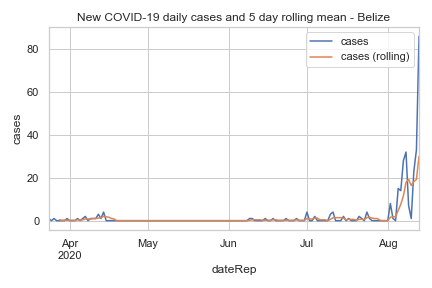 New COVID-19 daily cases and 5 day rolling mean - Belize
cases
cases (rolling)
80
60
40
20
0
cases
Apr
2020
May
Jun
Jul
Aug
dateRep